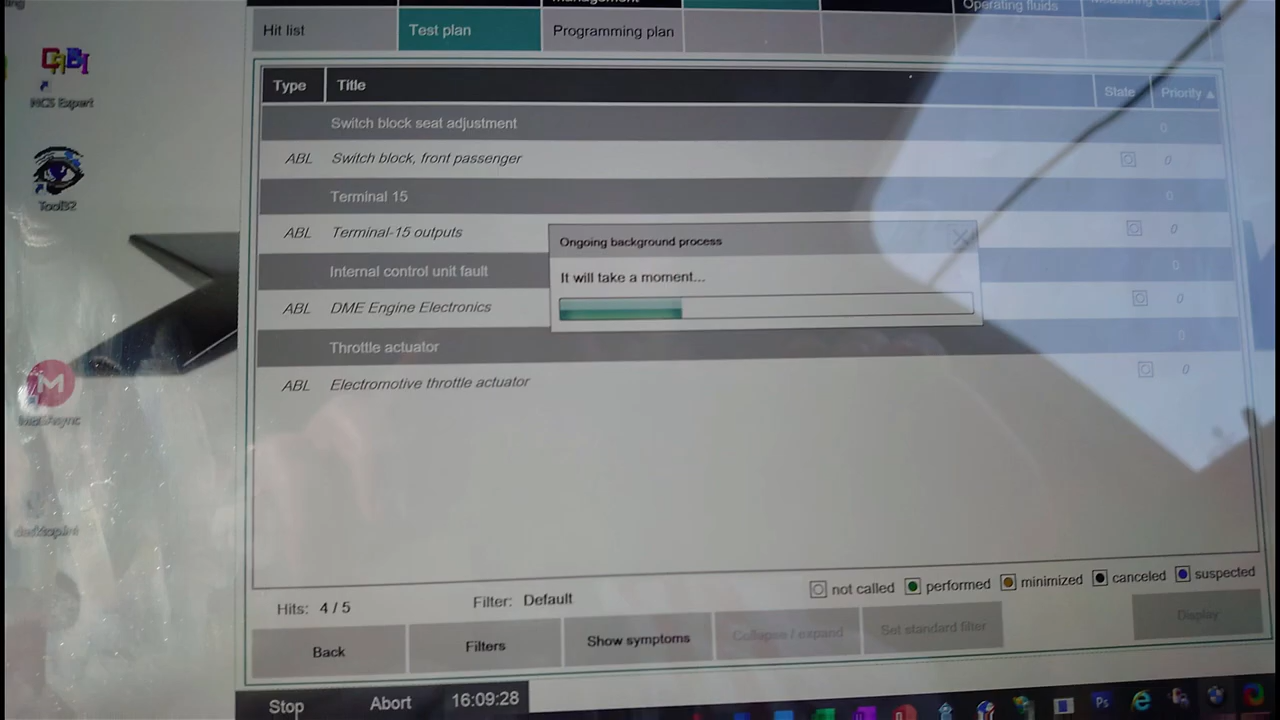 Operating fluids
Hit list
Test plan
Programming plan
NCS Expert
Type
Title
State
Priority
Switch block seat adjustment
0
ABL
Switch block, front passenger
0
Tool32
Terminal 15
0
ABL
Terminal-15 outputs
0
Ongoing background process
Internal control unit fault
0
It will take a moment...
ABL
DME Engine Electronics
0
Throttle actuator
0
ABL
Electromotive throttle actuator
0
M
MEGAsync
not called
performed
minimized
canceled
suspected
Hits: 4 / 5
Filter: Default
Back
Filters
Show symptoms
Collapse / expand
Set standard filter
Display
Stop
Abort
16:09:28
Ps